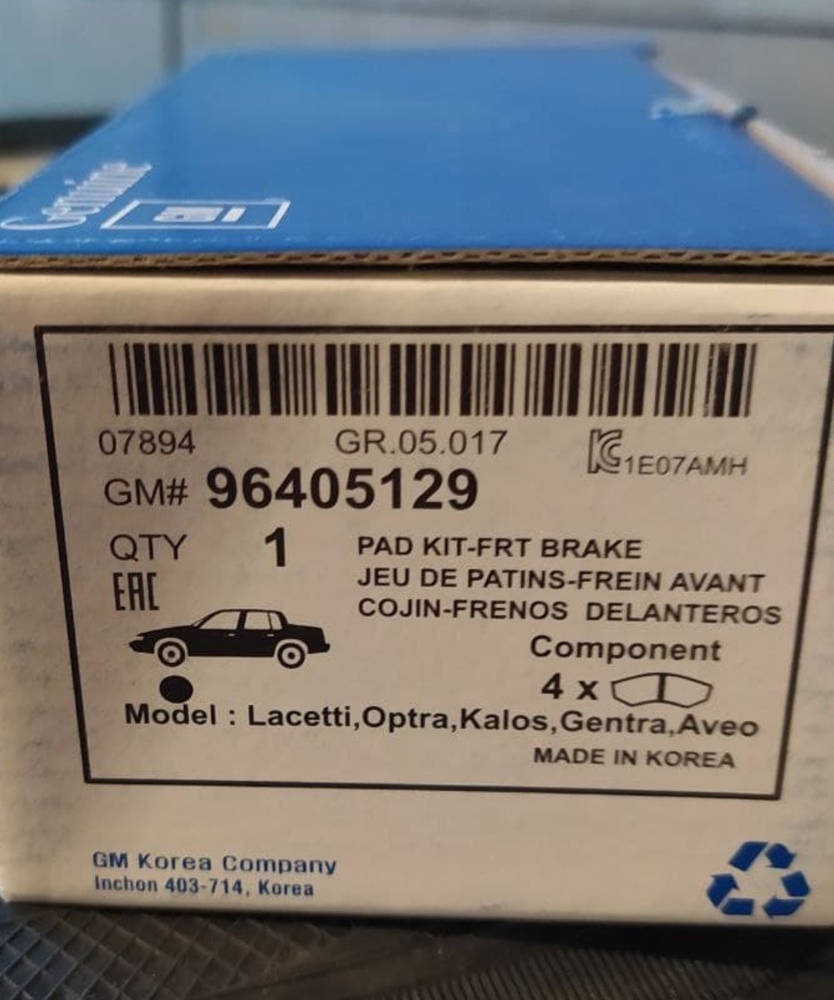 Genuine
GM
07894 GR.05.017 1E07AMH
GM# 96405129
QTY 1 PAD KIT-FRT BRAKE
EAC JEU DE PATINS-FREIN AVANT
COJIN-FRENOS DELANTEROS
Component
4 x
Model : Lacetti,Optra,Kalos,Gentra,Aveo
MADE IN KOREA
GM Korea Company
Inchon 403-714, Korea